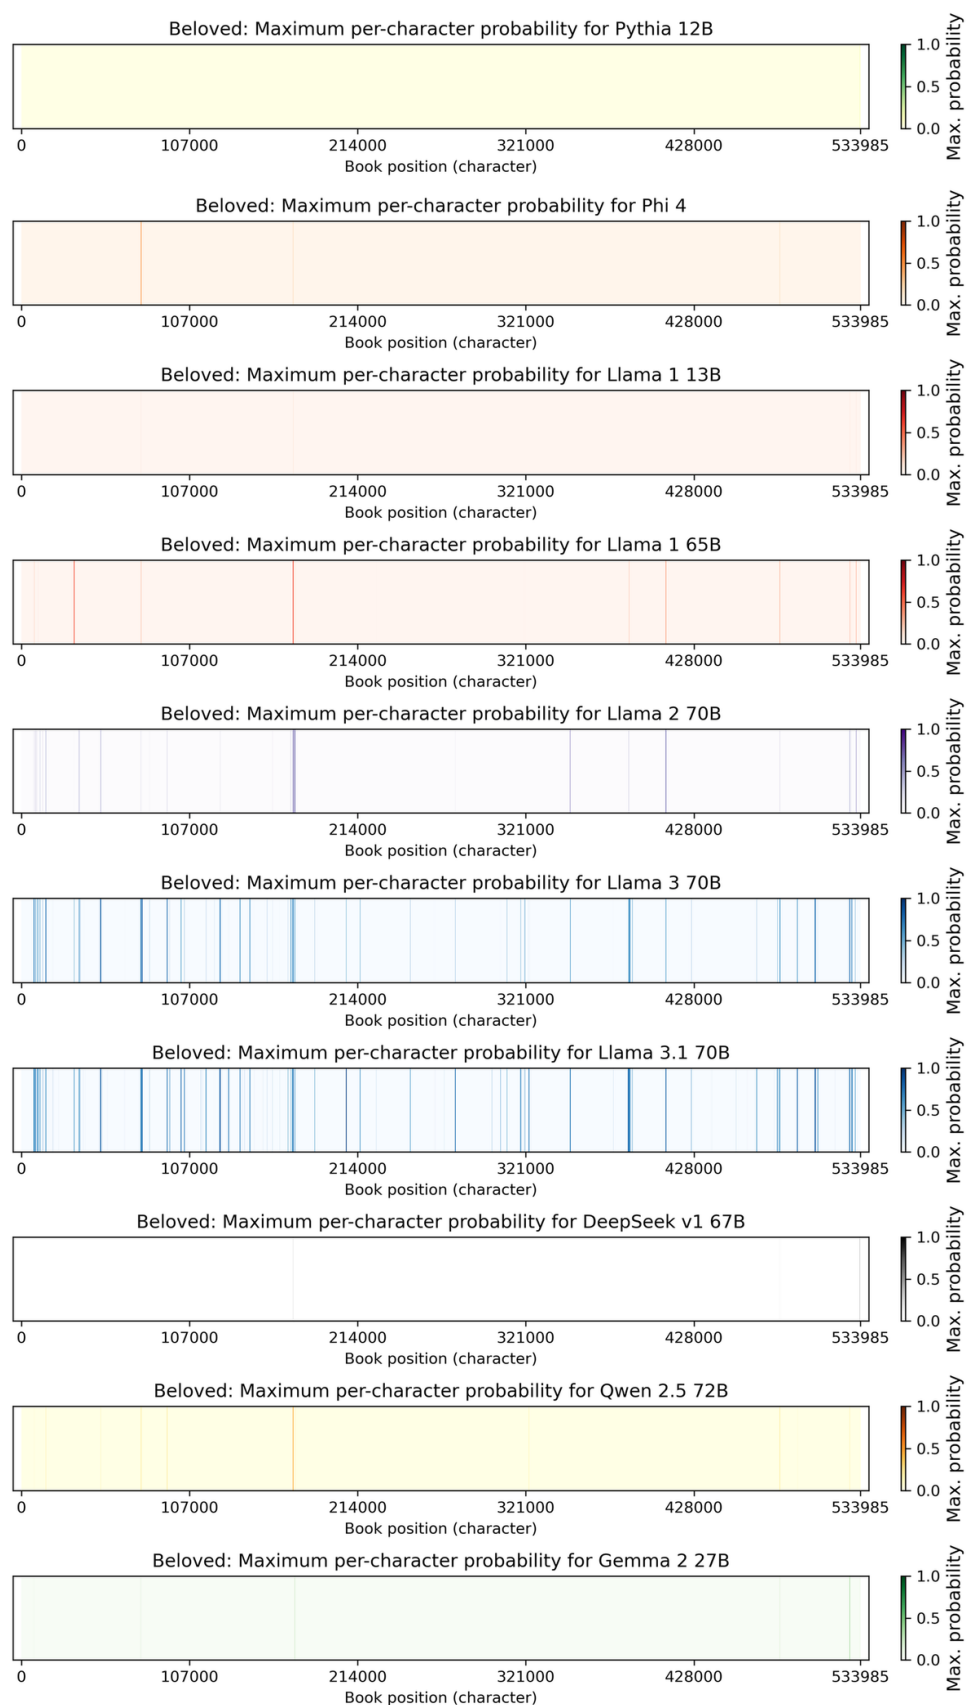 Beloved: Maximum per-character probability for Pythia 12B
1.0
0.5
0.0
Max. probability
0 107000 214000 321000 428000 533985
Book position (character)
Beloved: Maximum per-character probability for Phi 4
1.0
0.5
0.0
Max. probability
0 107000 214000 321000 428000 533985
Book position (character)
Beloved: Maximum per-character probability for Llama 1 13B
1.0
0.5
0.0
Max. probability
0 107000 214000 321000 428000 533985
Book position (character)
Beloved: Maximum per-character probability for Llama 1 65B
1.0
0.5
0.0
Max. probability
0 107000 214000 321000 428000 533985
Book position (character)
Beloved: Maximum per-character probability for Llama 2 70B
1.0
0.5
0.0
Max. probability
0 107000 214000 321000 428000 533985
Book position (character)
Beloved: Maximum per-character probability for Llama 3 70B
1.0
0.5
0.0
Max. probability
0 107000 214000 321000 428000 533985
Book position (character)
Beloved: Maximum per-character probability for Llama 3.1 70B
1.0
0.5
0.0
Max. probability
0 107000 214000 321000 428000 533985
Book position (character)
Beloved: Maximum per-character probability for DeepSeek v1 67B
1.0
0.5
0.0
Max. probability
0 107000 214000 321000 428000 533985
Book position (character)
Beloved: Maximum per-character probability for Qwen 2.5 72B
1.0
0.5
0.0
Max. probability
0 107000 214000 321000 428000 533985
Book position (character)
Beloved: Maximum per-character probability for Gemma 2 27B
1.0
0.5
0.0
Max. probability
0 107000 214000 321000 428000 533985
Book position (character)